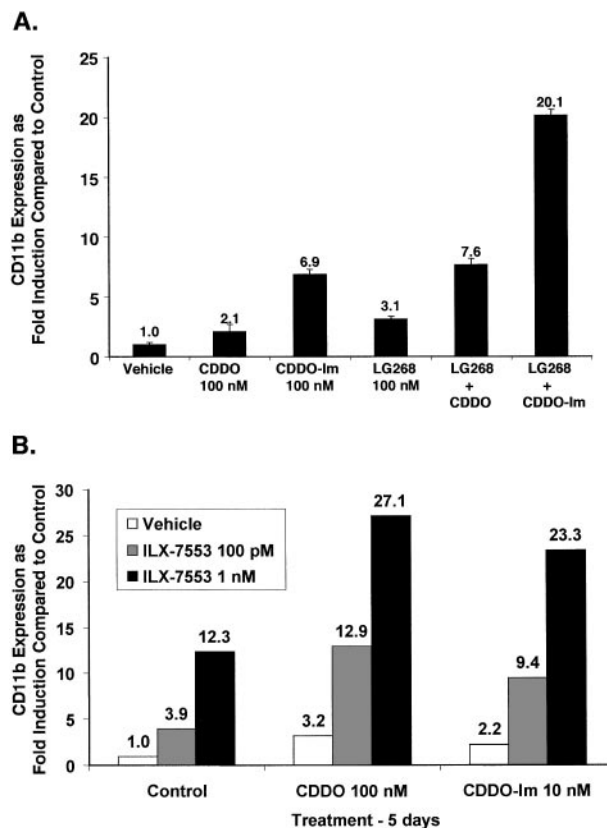 A.
CD11b Expression as
Fold Induction Compared to Control
25
20
15
10
5
0
1.0
2.1
6.9
3.1
7.6
20.1
Vehicle
CDDO
100 nM
CDDO-Im
100 nM
LG268
100 nM
LG268
+
CDDO
LG268
+
CDDO-Im
B.
CD11b Expression as
Fold Induction Compared to Control
30
25
20
15
10
5
0
Vehicle
ILX-7553 100 pM
ILX-7553 1 nM
1.0
3.9
12.3
3.2
12.9
27.1
2.2
9.4
23.3
Control
CDDO 100 nM
CDDO-Im 10 nM
Treatment - 5 days